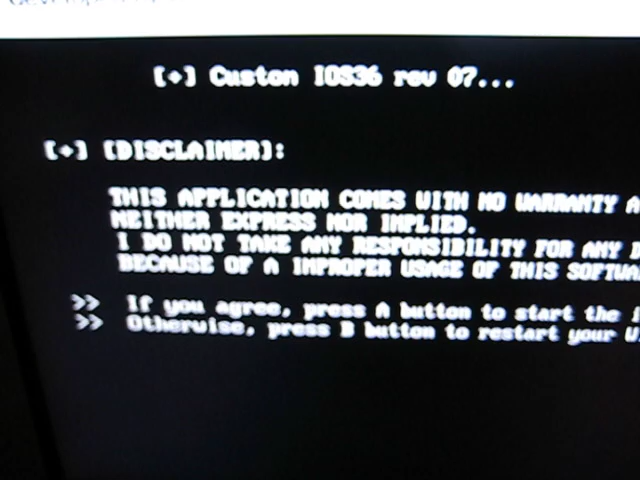 [+] Custom IOS36 rev 07...
[+] [DISCLAIMER]:
THIS APPLICATION COMES WITH NO WARRANTY A
NEITHER EXPRESS NOR IMPLIED.
I DO NOT TAKE ANY RESPONSIBILITY FOR ANY D
BECAUSE OF A IMPROPER USAGE OF THIS SOFTWA
>> If you agree, press A button to start the i
>> Otherwise, press B button to restart your W